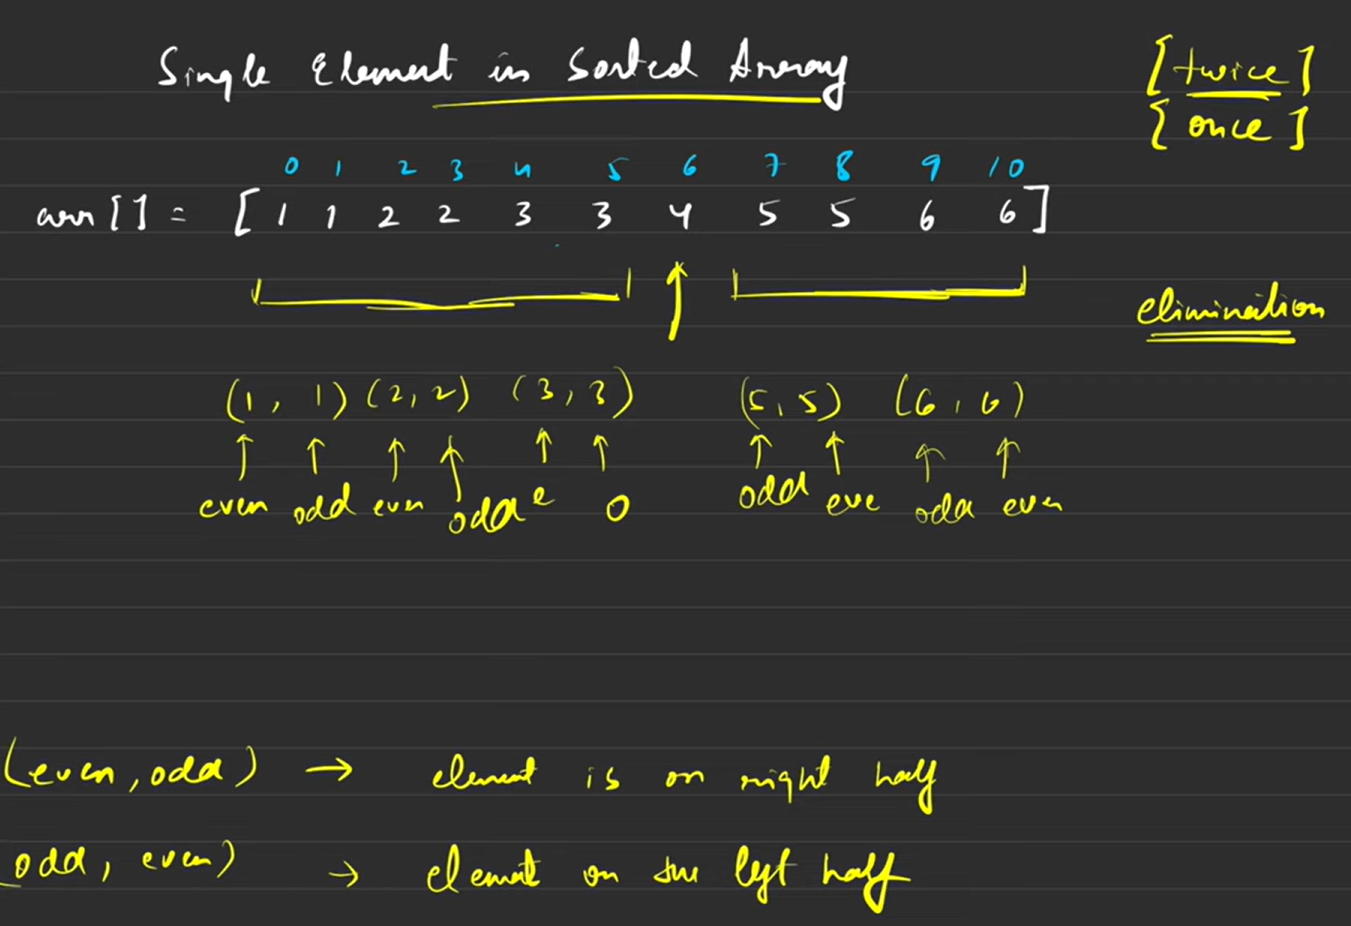 Single Element in Sorted Array
[twice]
[once]
0 1 2 3 4 5 6 7 8 9 10
arr[] = [1 1 2 2 3 3 4 5 5 6 6]
elimination
(1, 1) (2, 2) (3, 3) (5, 5) (6, 6)
even odd even odd e o odd eve odd even
(even, odd) → element is on right half
(odd, even) → element on the left half